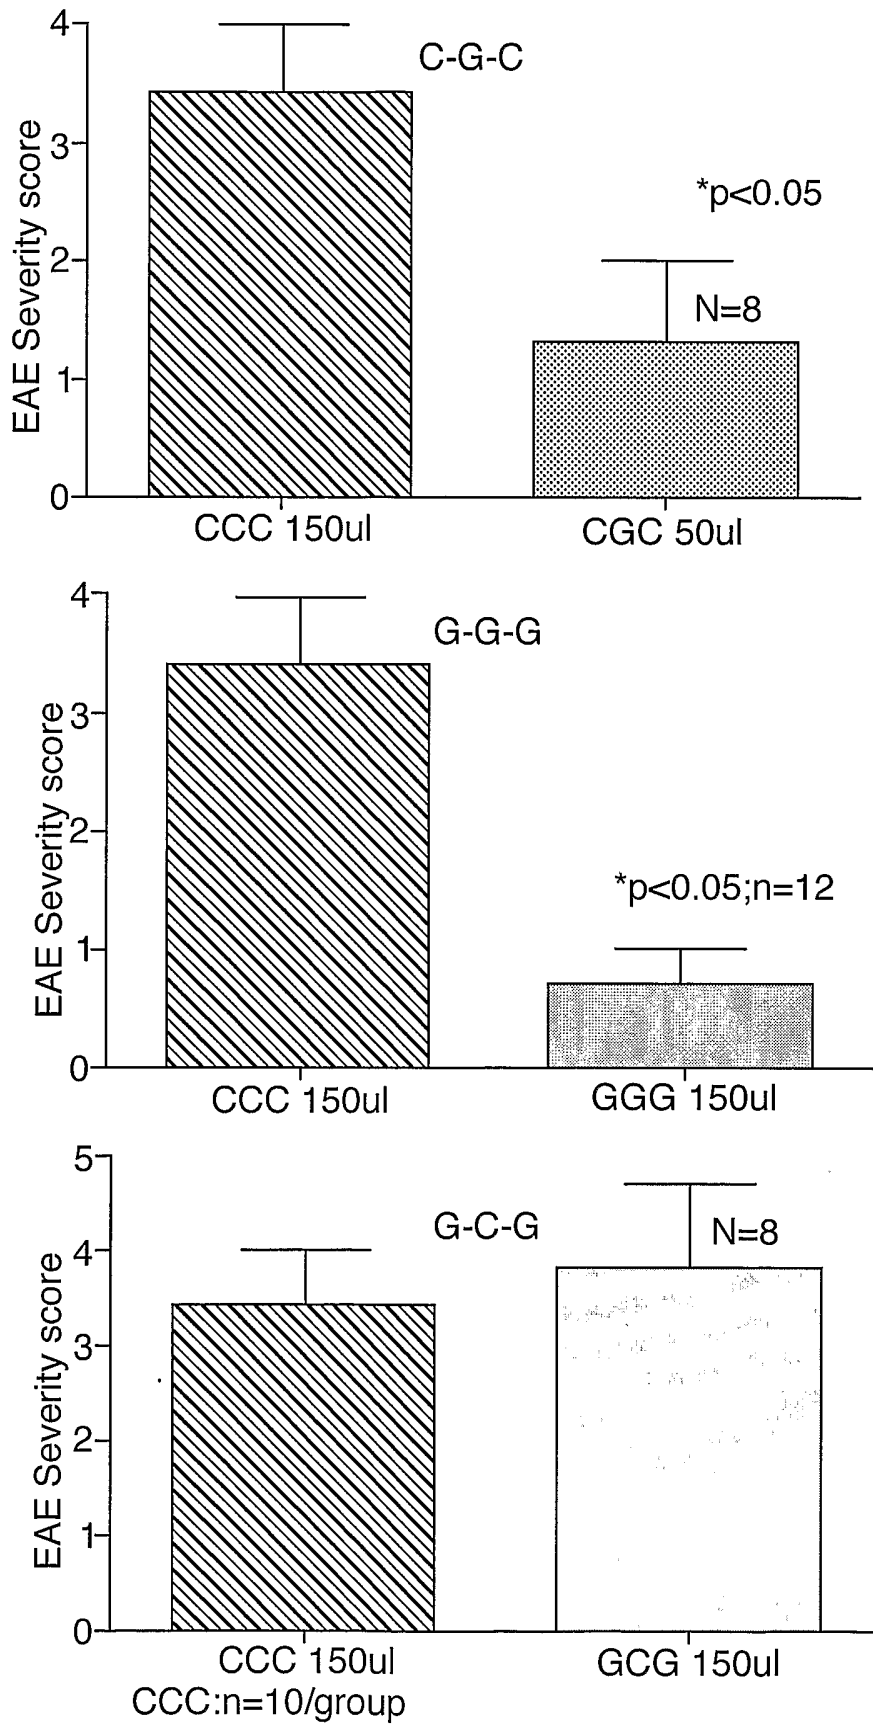 4
C-G-C
3
*p<0.05
2
N=8
1
0
EAE Severity score
CCC 150ul
CGC 50ul
4
G-G-G
3
2
*p<0.05;n=12
1
0
EAE Severity score
CCC 150ul
GGG 150ul
5
G-C-G
N=8
4
3
2
1
0
EAE Severity score
CCC 150ul
GCG 150ul
CCC:n=10/group